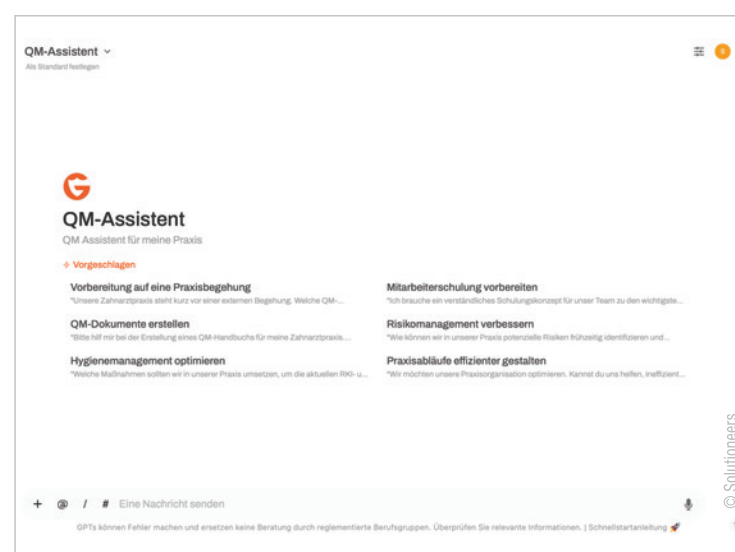 QM-Assistent
Als Standard festlegen
QM-Assistent
QM Assistent für meine Praxis
Vorgeschlagen
Vorbereitung auf eine Praxisbegehung
"Unsere Zahnarztpraxis steht kurz vor einer externen Begehung. Welche QM-...
Mitarbeiterschulung vorbereiten
"Ich brauche ein verständliches Schulungskonzept für unser Team zu den wichtigste...
QM-Dokumente erstellen
"Bitte hilf mir bei der Erstellung eines QM-Handbuchs für meine Zahnarztpraxis....
Risikomanagement verbessern
"Wie können wir in unserer Praxis potenzielle Risiken frühzeitig identifizieren und...
Hygienemanagement optimieren
"Welche Maßnahmen sollten wir in unserer Praxis umsetzen, um die aktuellen RKI- u...
Praxisabläufe effizienter gestalten
"Wir möchten unsere Praxisorganisation optimieren. Kannst du uns helfen, ineffizient...
+ @ / # Eine Nachricht senden
GPTs können Fehler machen und ersetzen keine Beratung durch reglementierte Berufsgruppen. Überprüfen Sie relevante Informationen. | Schnellstartanleitung 🚀
© Solutioneers